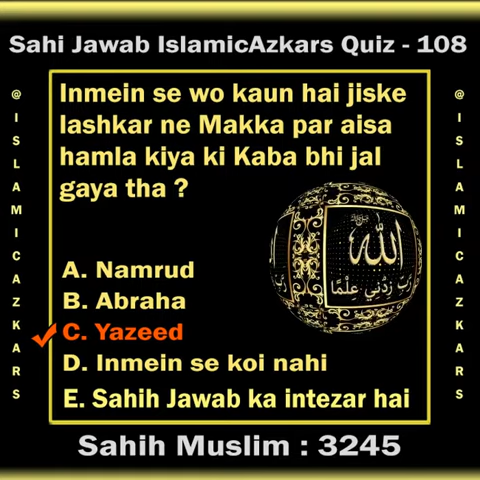 Sahi Jawab IslamicAzkars Quiz - 108
@ISLAMICAZKARS
Inmein se wo kaun hai jiske
lashkar ne Makka par aisa
hamla kiya ki Kaba bhi jal
gaya tha ?
الله
رَبِّ زِدْنِي عِلْمًا
A. Namrud
B. Abraha
C. Yazeed
D. Inmein se koi nahi
E. Sahih Jawab ka intezar hai
@ISLAMICAZKARS
Sahih Muslim : 3245